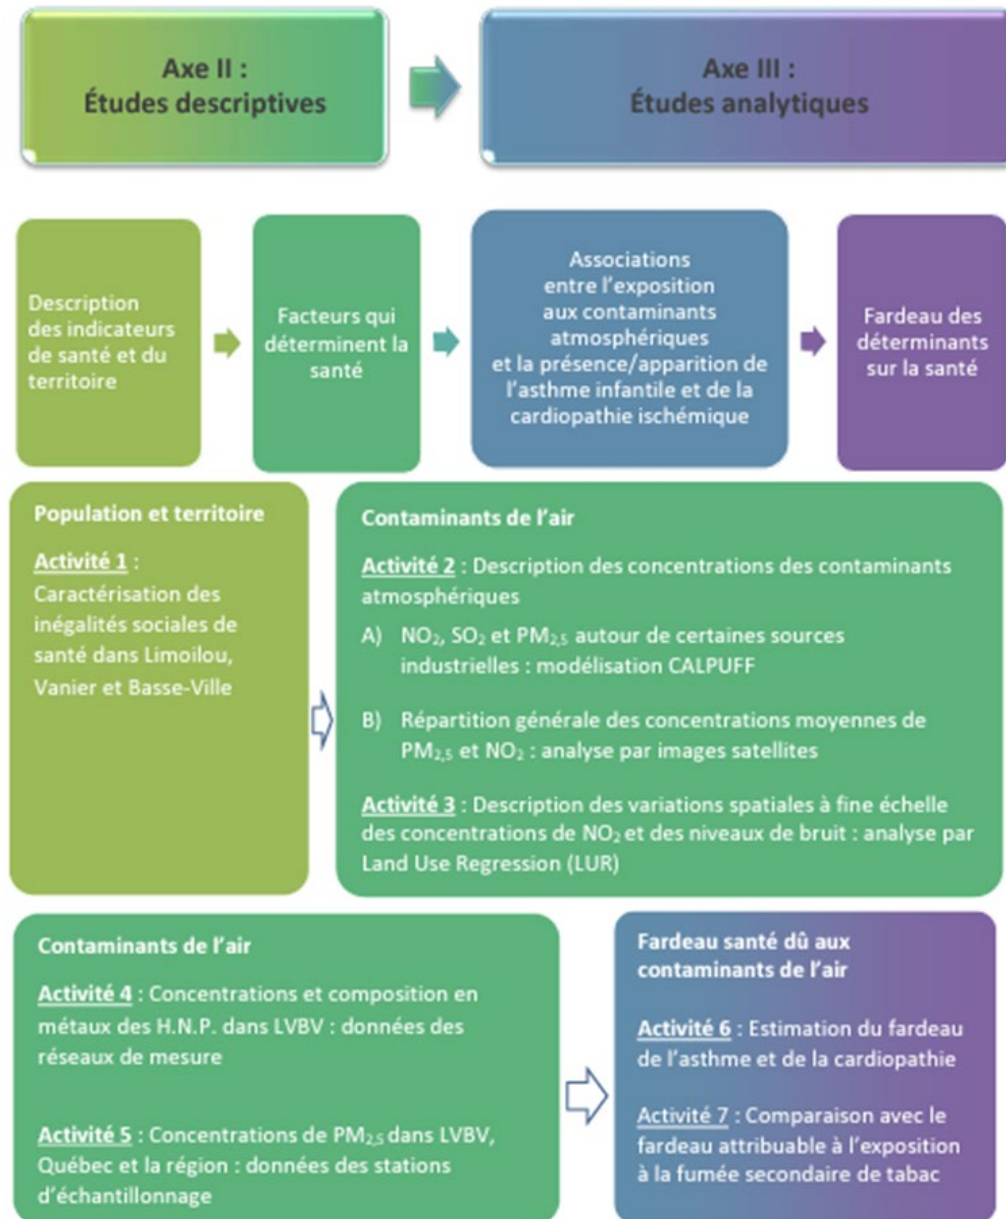 Axe II :
Études descriptives
Axe III :
Études analytiques
Description
des indicateurs
de santé et du
territoire
Facteurs qui
déterminent la
santé
Associations
entre l'exposition
aux contaminants
atmosphériques
et la présence/apparition de
l'asthme infantile et de la
cardiopathie ischémique
Fardeau des
déterminants
sur la santé
Population et territoire
Activité 1 :
Caractérisation des
inégalités sociales de
santé dans Limoilou,
Vanier et Basse-Ville
Contaminants de l'air
Activité 2 : Description des concentrations des contaminants
atmosphériques
A) NO₂, SO₂ et PM₂,₅ autour de certaines sources
industrielles : modélisation CALPUFF
B) Répartition générale des concentrations moyennes de
PM₂,₅ et NO₂ : analyse par images satellites
Activité 3 : Description des variations spatiales à fine échelle
des concentrations de NO₂ et des niveaux de bruit : analyse par
Land Use Regression (LUR)
Contaminants de l'air
Activité 4 : Concentrations et composition en
métaux des H.N.P. dans LVBV : données des
réseaux de mesure
Activité 5 : Concentrations de PM₂,₅ dans LVBV,
Québec et la région : données des stations
d'échantillonnage
Fardeau santé dû aux
contaminants de l'air
Activité 6 : Estimation du fardeau
de l'asthme et de la cardiopathie
Activité 7 : Comparaison avec le
fardeau attribuable à l'exposition
à la fumée secondaire de tabac